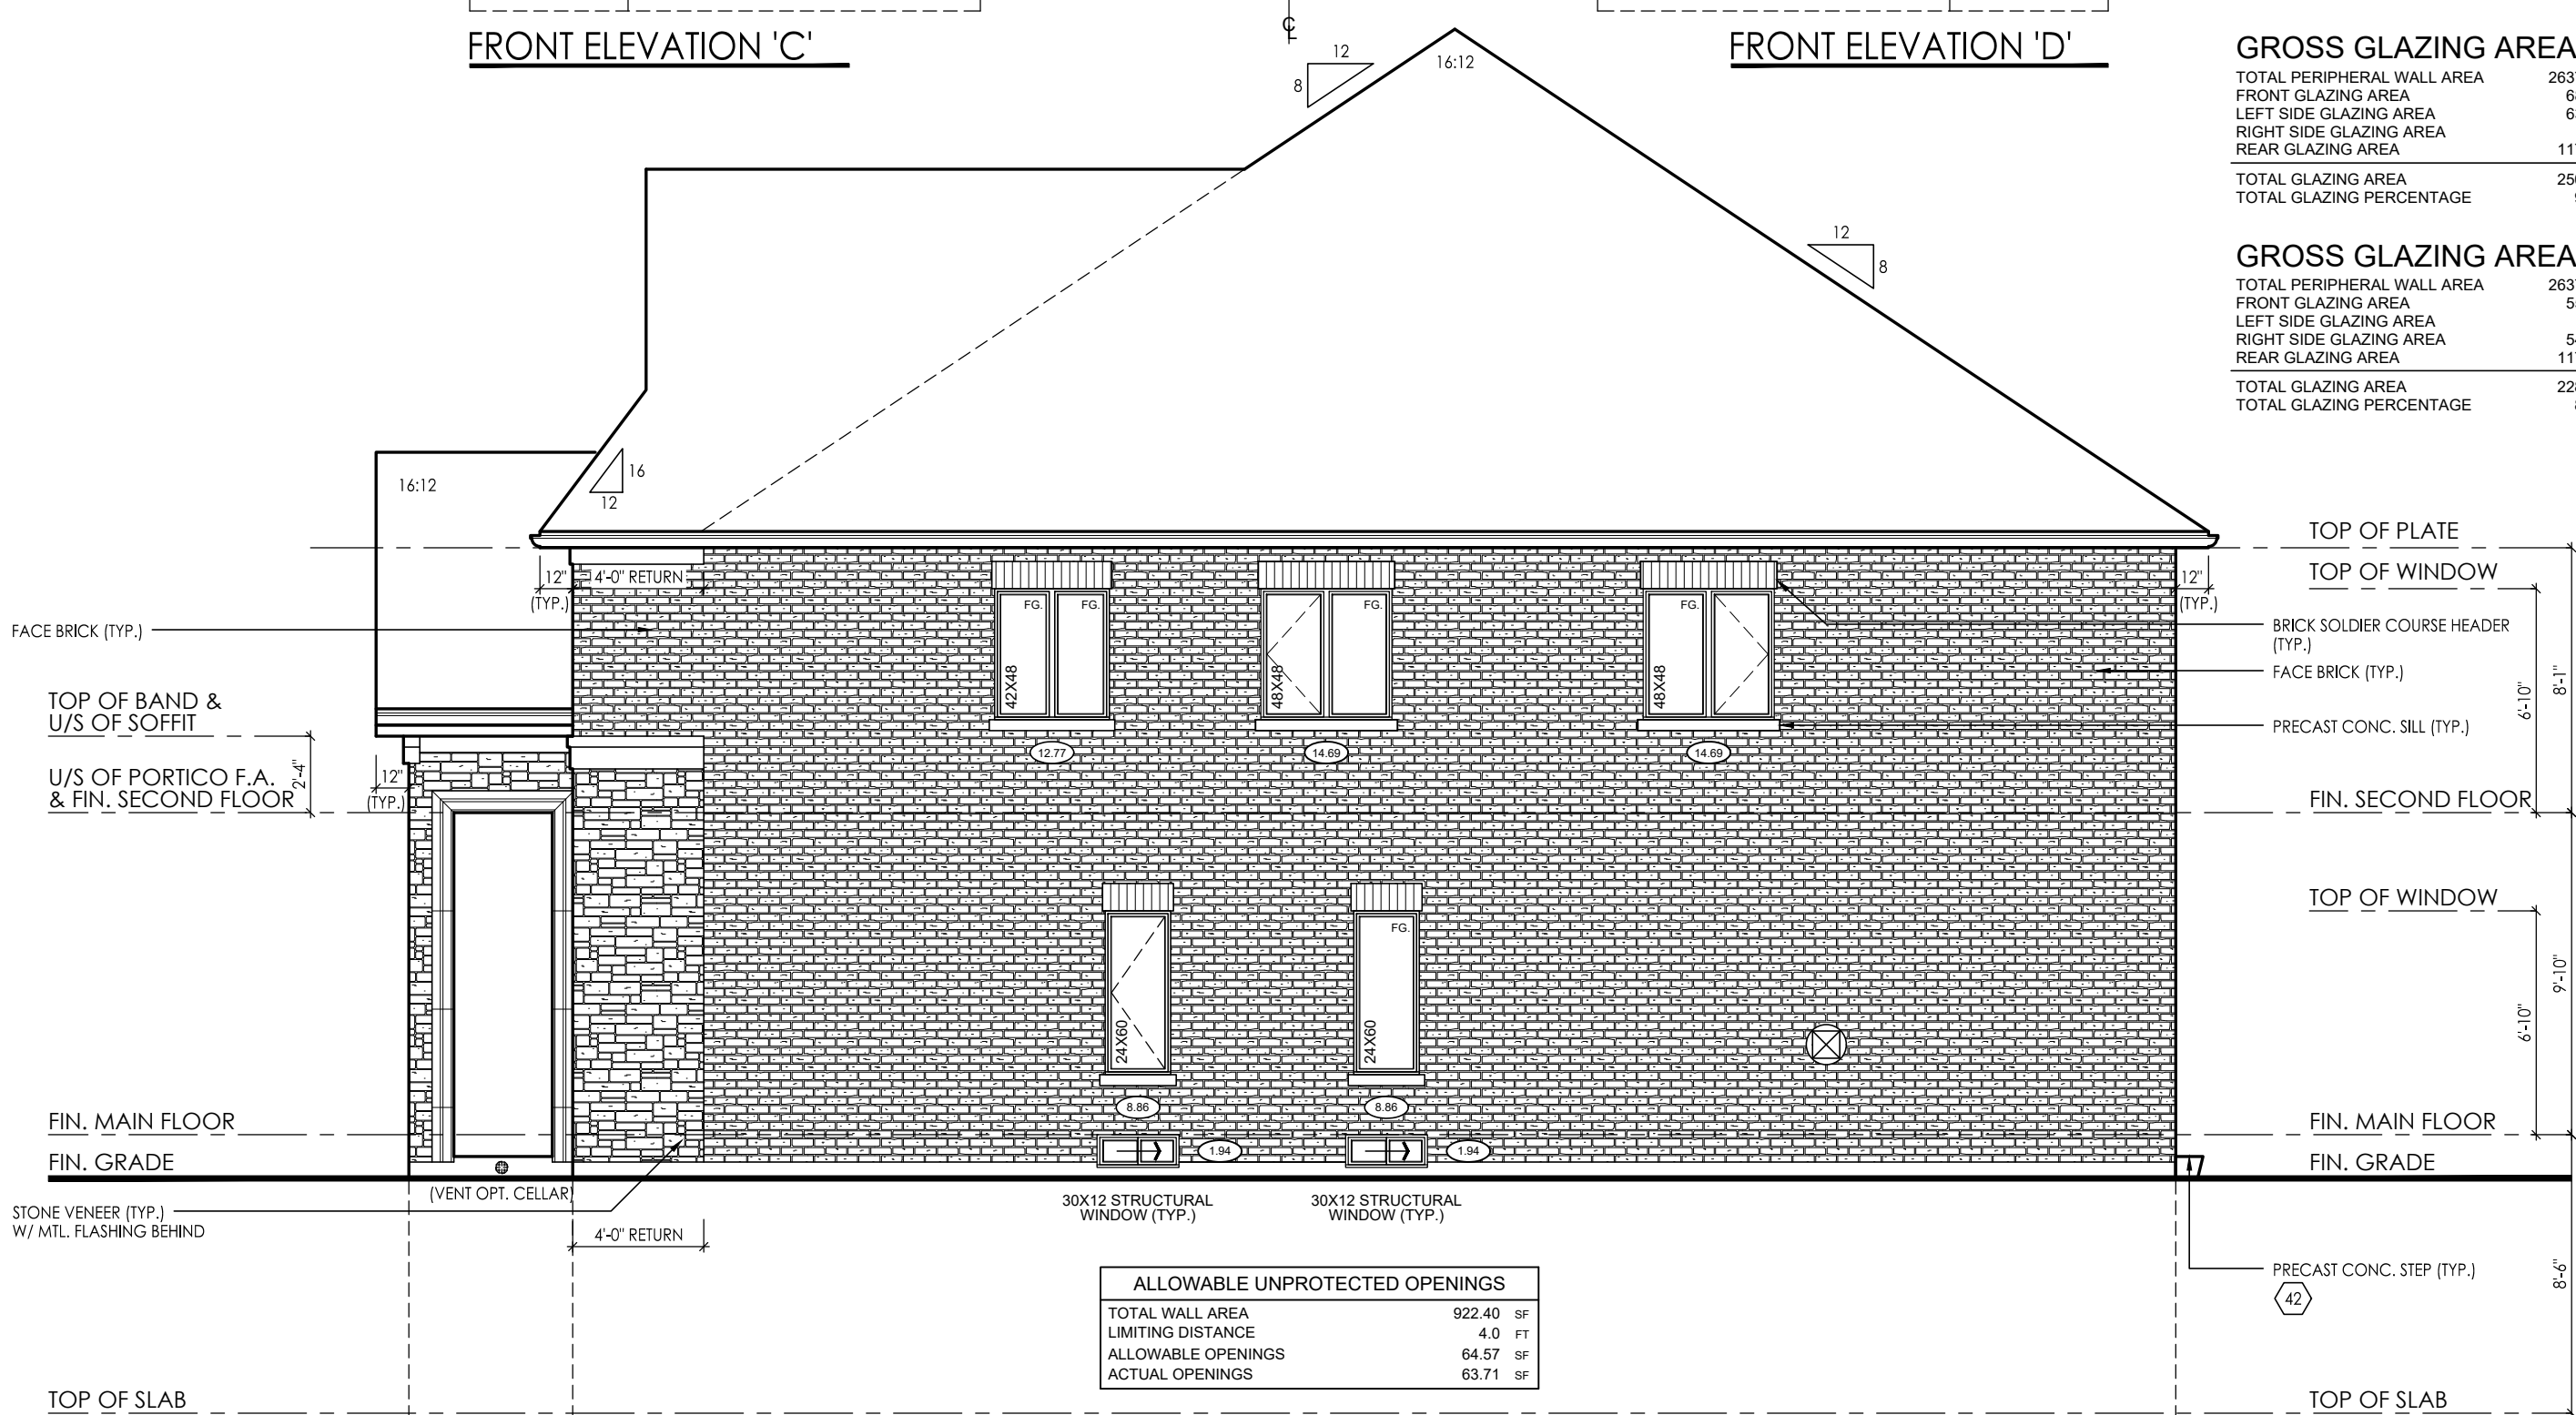 FRONT ELEVATION 'C'
FRONT ELEVATION 'D'
GROSS GLAZING AREA
TOTAL PERIPHERAL WALL AREA
FRONT GLAZING AREA
LEFT SIDE GLAZING AREA
RIGHT SIDE GLAZING AREA
REAR GLAZING AREA
TOTAL GLAZING AREA
TOTAL GLAZING PERCENTAGE
GROSS GLAZING AREA
TOTAL PERIPHERAL WALL AREA
FRONT GLAZING AREA
LEFT SIDE GLAZING AREA
RIGHT SIDE GLAZING AREA
REAR GLAZING AREA
TOTAL GLAZING AREA
TOTAL GLAZING PERCENTAGE
12
8
16:12
12
8
16:12
16
12
TOP OF PLATE
TOP OF WINDOW
12"
(TYP.)
4'-0" RETURN
12"
(TYP.)
FACE BRICK (TYP.)
FG.
FG.
42X48
FG.
48X48
FG.
48X48
BRICK SOLDIER COURSE HEADER
(TYP.)
FACE BRICK (TYP.)
6'-10"
8'-1"
PRECAST CONC. SILL (TYP.)
TOP OF BAND &
U/S OF SOFFIT
12.77
14.69
14.69
U/S OF PORTICO F.A.
& FIN. SECOND FLOOR
2'-4"
12"
(TYP.)
FIN. SECOND FLOOR
TOP OF WINDOW
FG.
24X60
24X60
9'-10"
6'-10"
8.86
8.86
FIN. MAIN FLOOR
FIN. MAIN FLOOR
1.94
1.94
FIN. GRADE
FIN. GRADE
(VENT OPT. CELLAR)
STONE VENEER (TYP.)
W/ MTL. FLASHING BEHIND
4'-0" RETURN
30X12 STRUCTURAL
WINDOW (TYP.)
30X12 STRUCTURAL
WINDOW (TYP.)
PRECAST CONC. STEP (TYP.)
42
8'-6"
ALLOWABLE UNPROTECTED OPENINGS
TOTAL WALL AREA 922.40 SF
LIMITING DISTANCE 4.0 FT
ALLOWABLE OPENINGS 64.57 SF
ACTUAL OPENINGS 63.71 SF
TOP OF SLAB
TOP OF SLAB